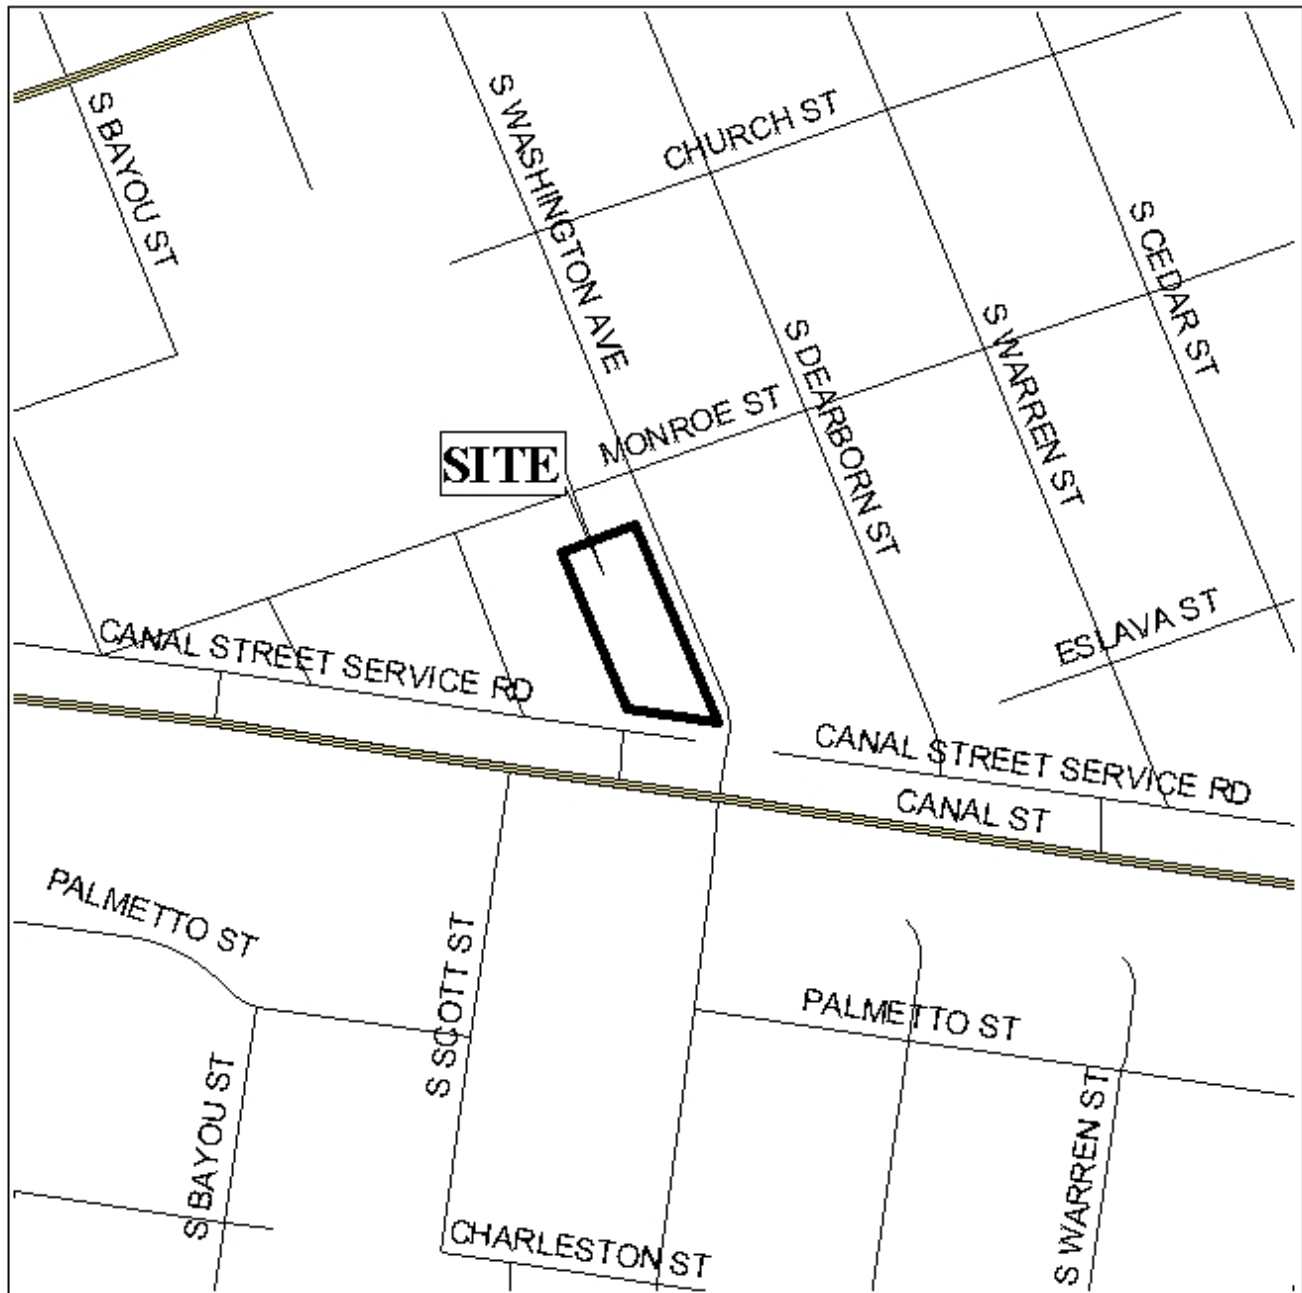 S BAYOU ST
S WASHINGTON AVE
CHURCH ST
S CEDAR ST
S WARREN ST
S DEARBORN ST
MONROE ST
SITE
ESLAVA ST
CANAL STREET SERVICE RD
CANAL STREET SERVICE RD
CANAL ST
PALMETTO ST
S SCOTT ST
PALMETTO ST
S BAYOU ST
S WARREN ST
CHARLESTON ST